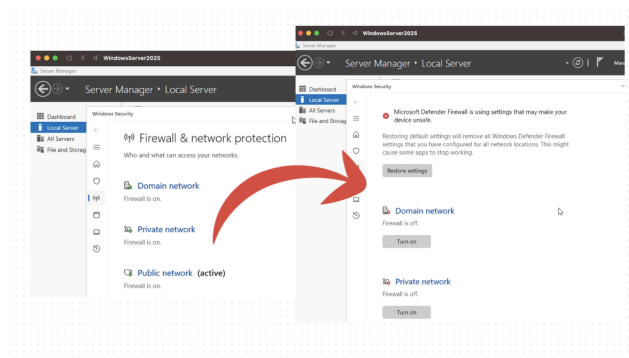 WindowsServer2025
Server Manager
Server Manager • Local Server
Dashboard
Local Server
All Servers
File and Storag
Windows Security
Firewall & network protection
Who and what can access your networks.
Domain network
Firewall is on.
Private network
Firewall is on.
Public network (active)
Firewall is on.
WindowsServer2025
Server Manager
Server Manager • Local Server
Mana
Dashboard
Local Server
All Servers
File and Storag
Windows Security
Microsoft Defender Firewall is using settings that may make your
device unsafe.
Restoring default settings will remove all Windows Defender Firewall
settings that you have configured for all network locations. This might
cause some apps to stop working.
Restore settings
Domain network
Firewall is off.
Turn on
Private network
Firewall is off.
Turn on